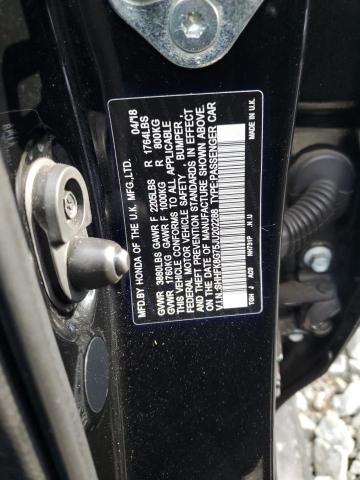 MFD.BY HONDA OF THE U.K. MFG.,LTD. 04/18
GVWR 3880LBS GAWR F 2205LBS R 1764LBS
GVWR 1760KG GAWR F 1000KG R 800KG
THIS VEHICLE CONFORMS TO ALL APPLICABLE
FEDERAL MOTOR VEHICLE SAFETY, BUMPER,
AND THEFT PREVENTION STANDARDS IN EFFECT
ON THE DATE OF MANUFACTURE SHOWN ABOVE.
V.I.N.:SHHFK8G75JU202288 TYPE:PASSENGER CAR
MADE IN U.K.